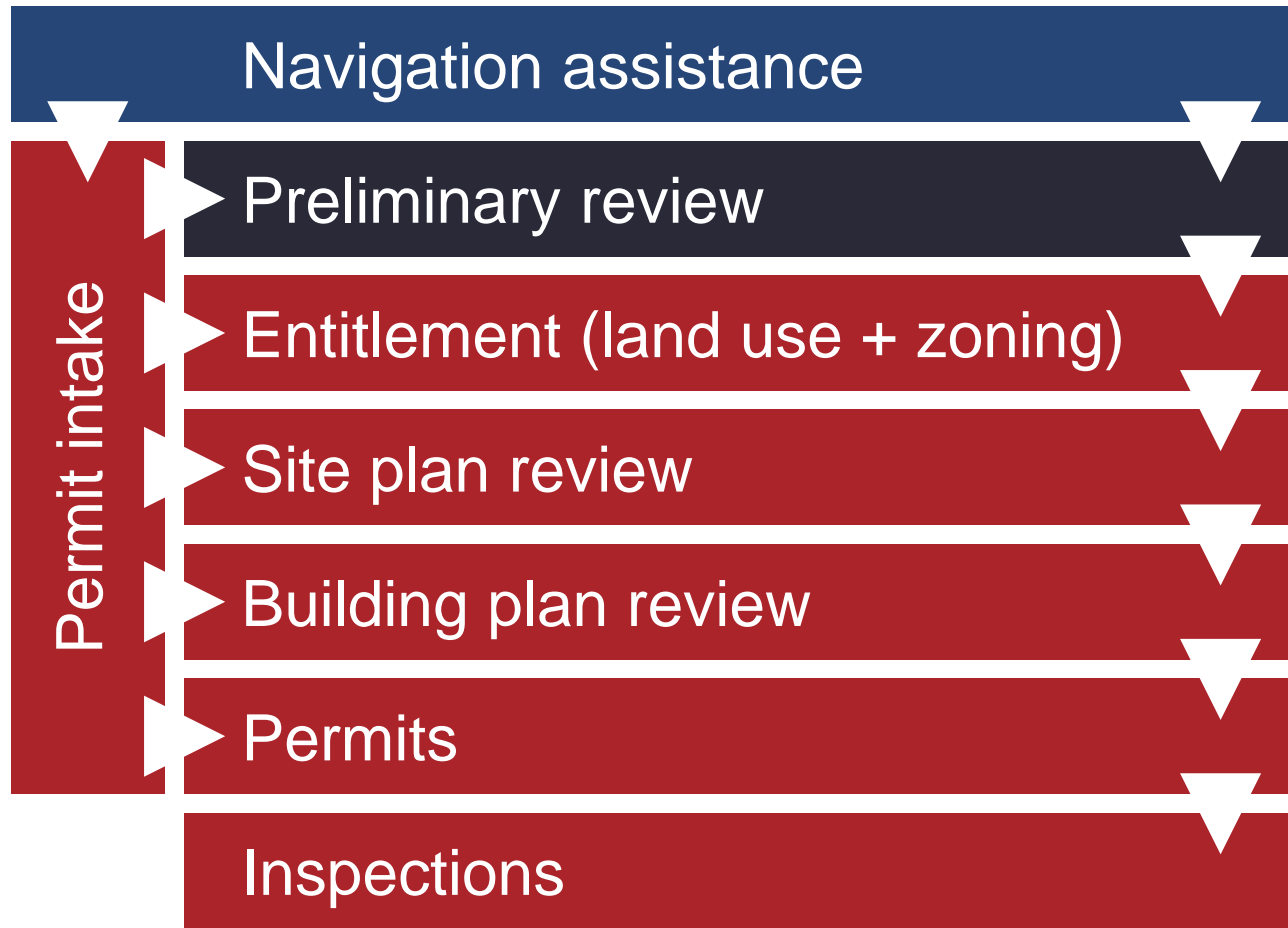 Navigation assistance
Permit intake
Preliminary review
Entitlement (land use + zoning)
Site plan review
Building plan review
Permits
Inspections